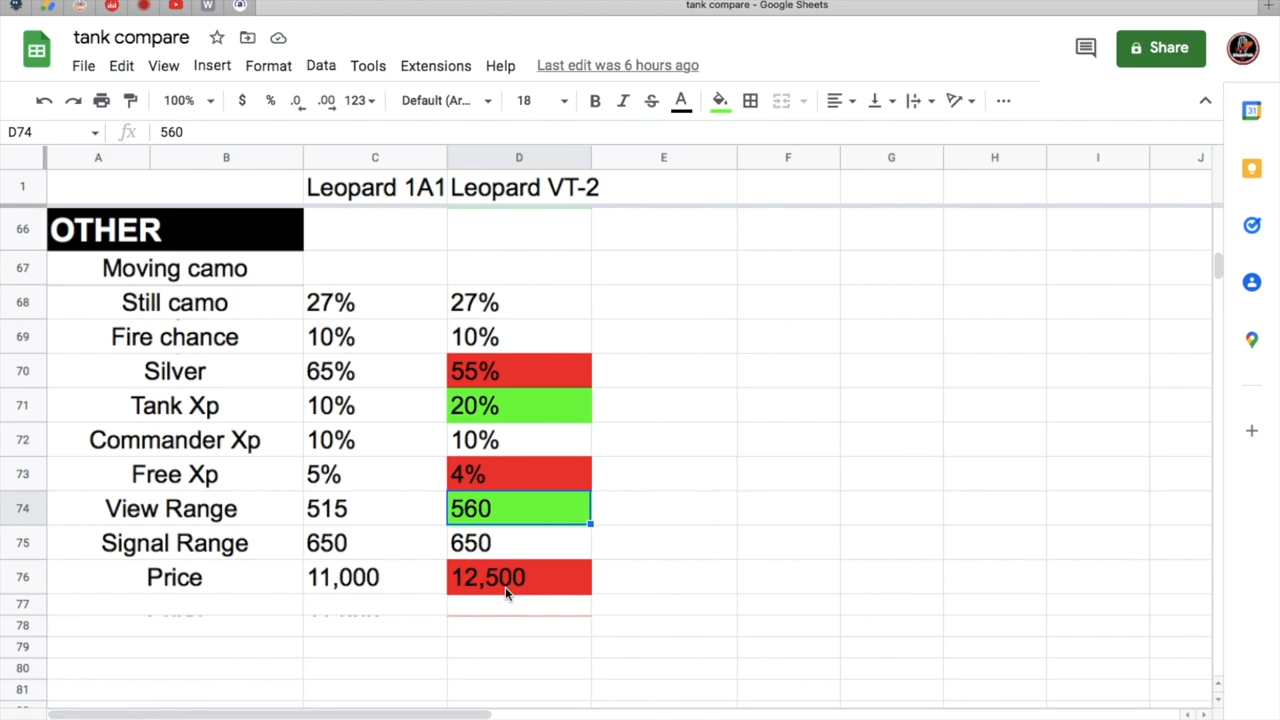 tank compare - Google Sheets
tank compare
File Edit View Insert Format Data Tools Extensions Help Last edit was 6 hours ago
Share
100% $ % .0 .00 123 Default (Ar... 18 B I S A ...
D74 fx 560
A B C D E F G H I J
1 Leopard 1A1 Leopard VT-2
66 OTHER
67 Moving camo
68 Still camo 27% 27%
69 Fire chance 10% 10%
70 Silver 65% 55%
71 Tank Xp 10% 20%
72 Commander Xp 10% 10%
73 Free Xp 5% 4%
74 View Range 515 560
75 Signal Range 650 650
76 Price 11,000 12,500
77
78
79
80
81